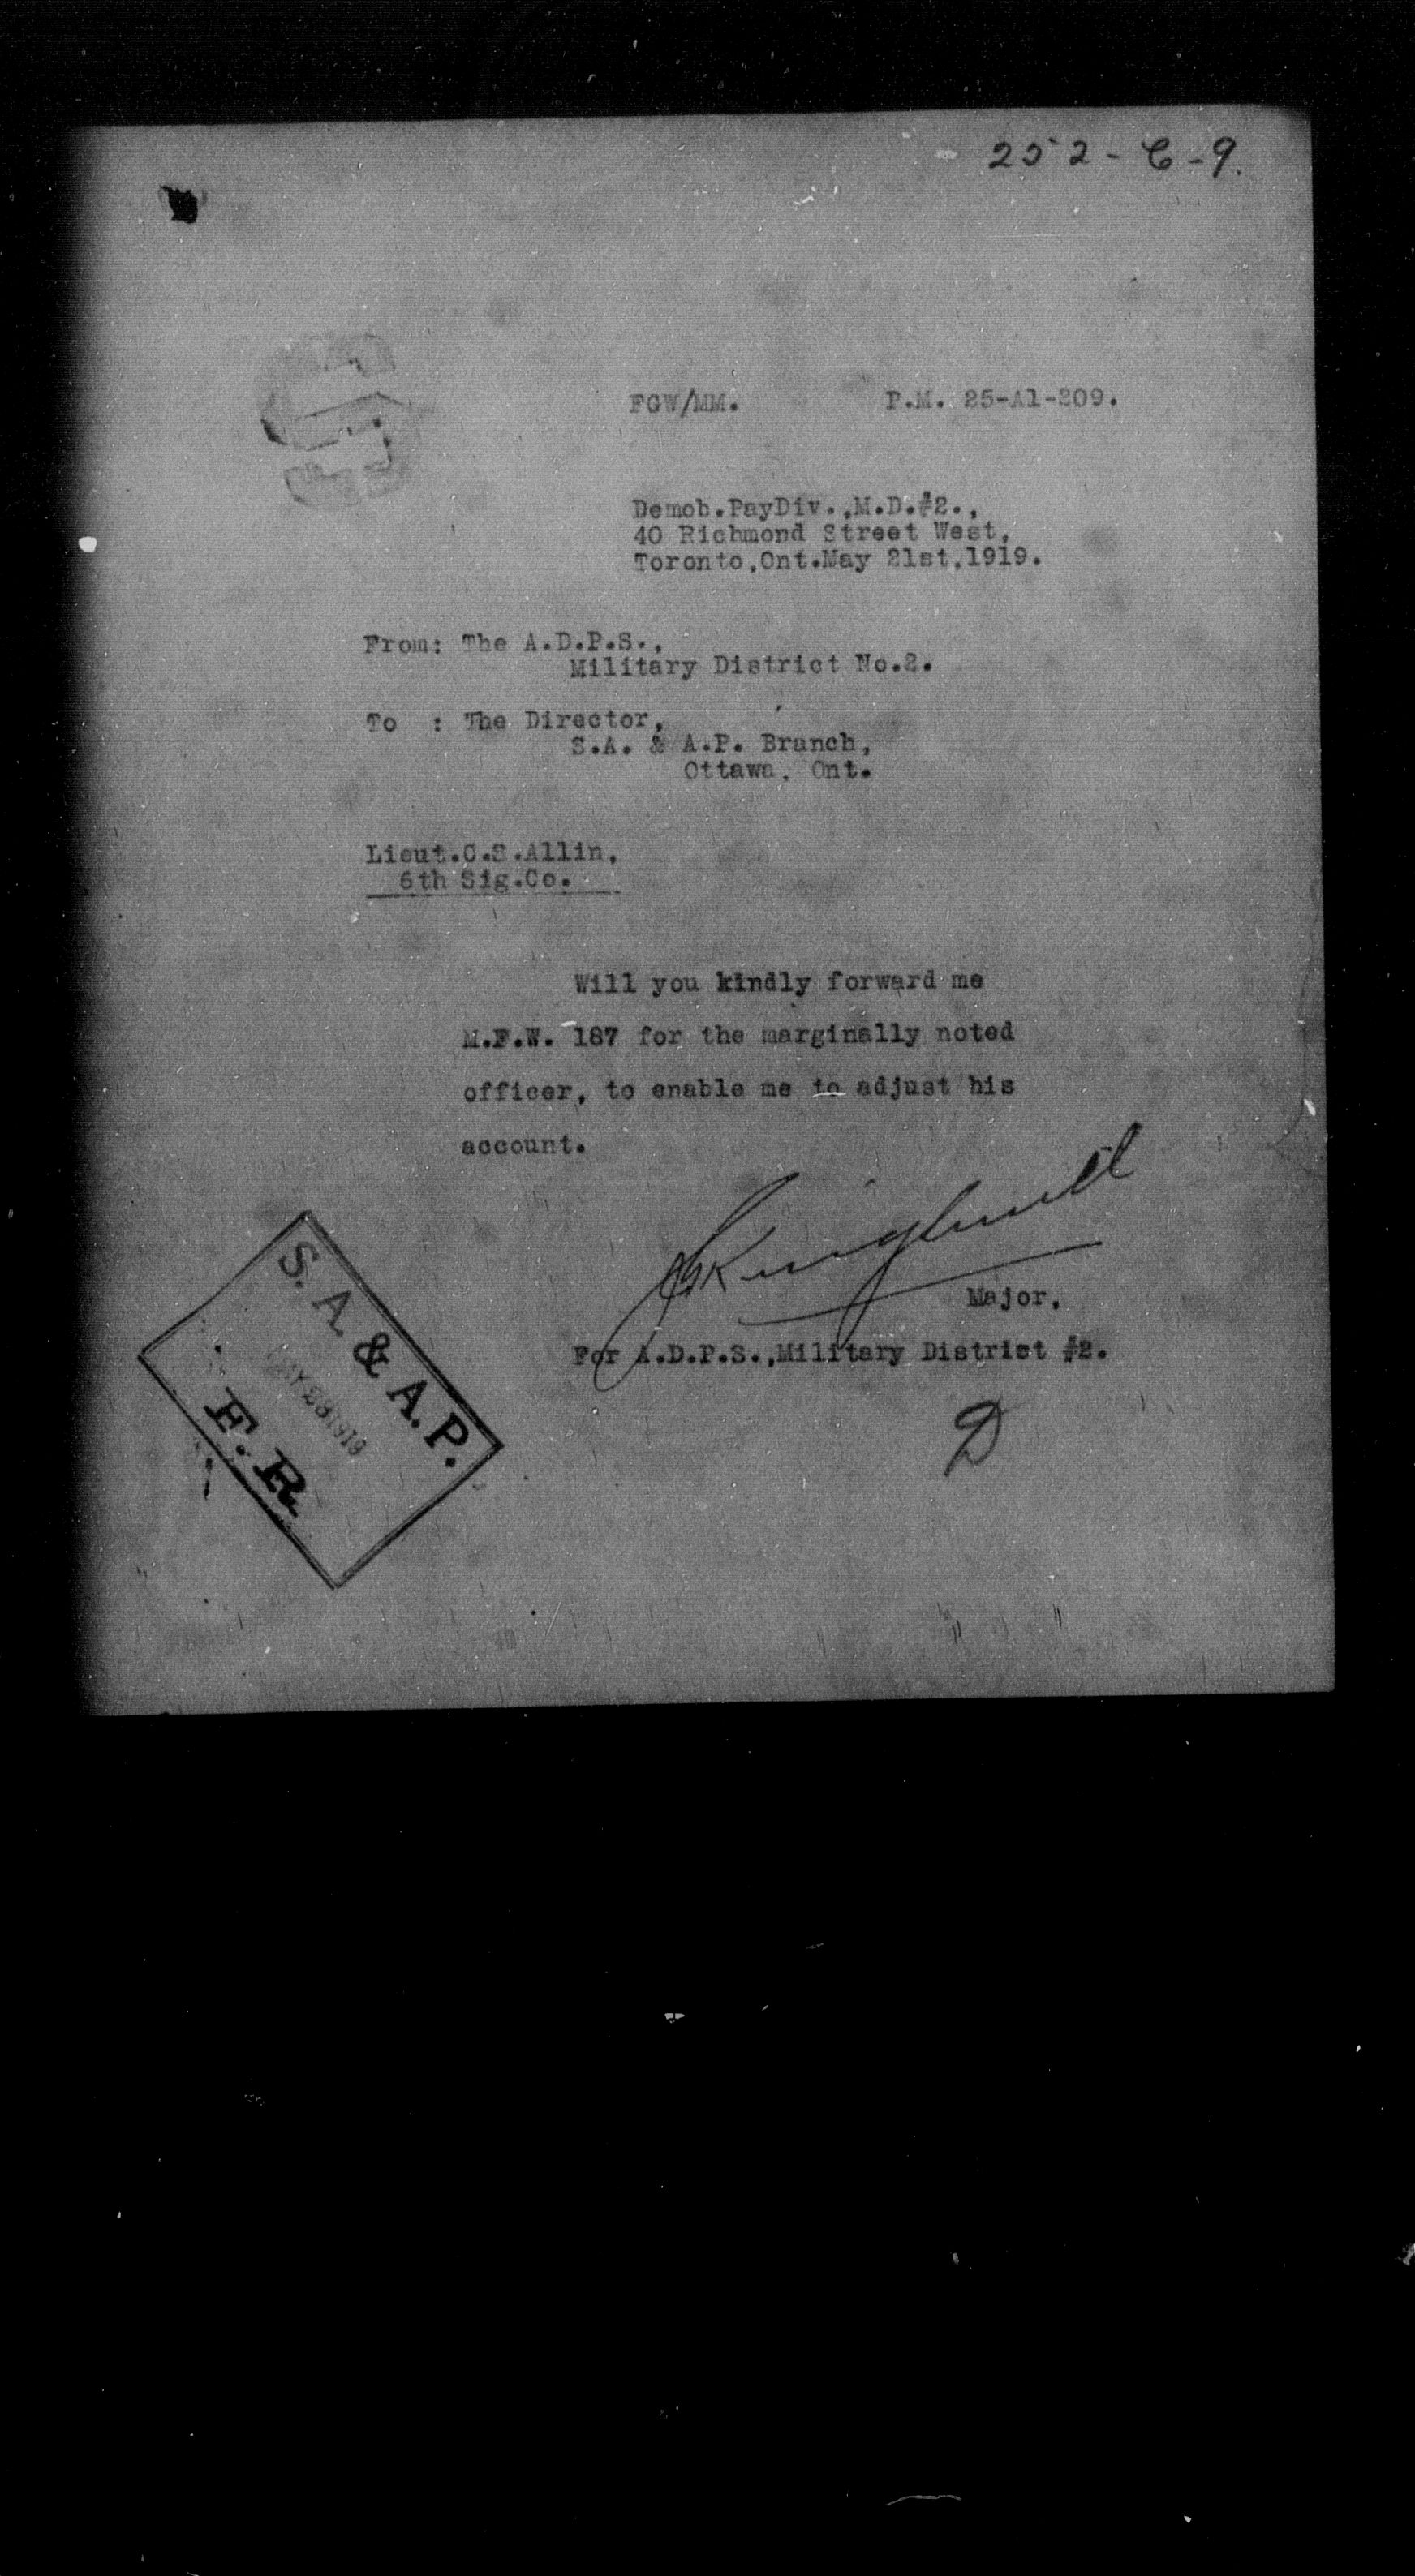 252-C-9.
FGW/MM. P.M. 25-A1-209.
Demob.PayDiv.,M.D.#2.,
40 Richmond Street West,
Toronto,Ont.May 21st,1919.
From: The A.D.P.S.,
Military District No.2.
To : The Director,
S.A. & A.P. Branch,
Ottawa, Ont.
Lieut.C.S.Allin,
6th Sig.Co.
Will you kindly forward me
M.F.W. 187 for the marginally noted
officer, to enable me to adjust his
account.
Major,
For A.D.P.S.,Military District #2.
D
S. A. & A. P.
MAY 28 1919
F. R.